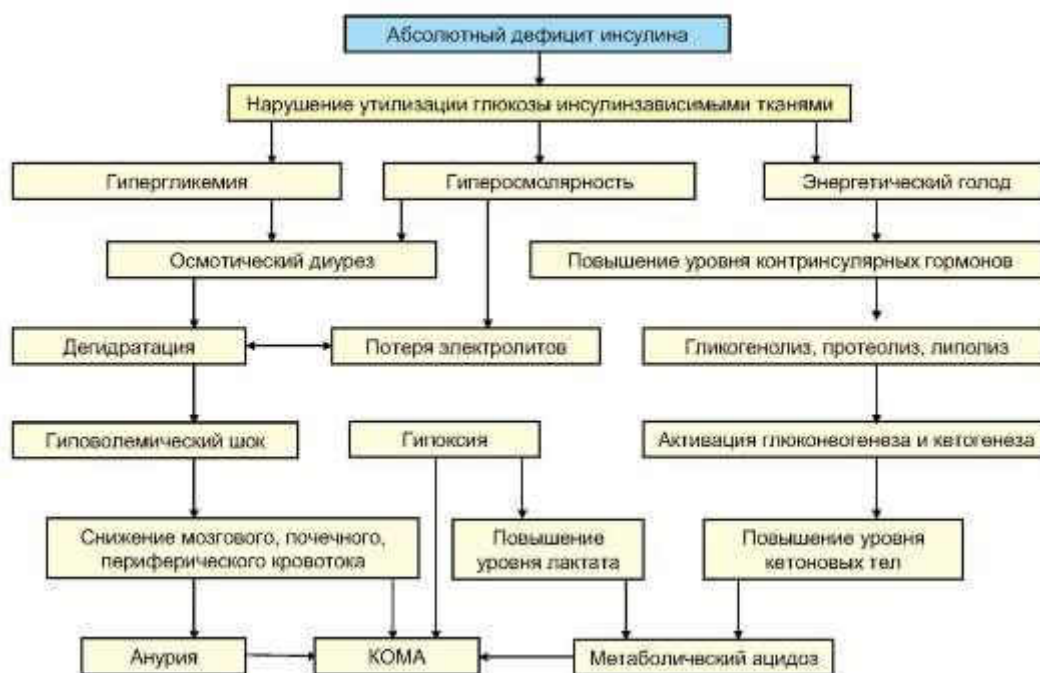 Абсолютный дефицит инсулина
Нарушение утилизации глюкозы инсулинзависимыми тканями
Гипергликемия
Гиперосмолярность
Энергетический голод
Осмотический диурез
Повышение уровня контринсулярных гормонов
Дегидратация
Потеря электролитов
Гликогенолиз, протеолиз, липолиз
Гиповолемический шок
Гипоксия
Активация глюконеогенеза и кетогенеза
Снижение мозгового, почечного,
периферического кровотока
Повышение
уровня лактата
Повышение уровня
кетоновых тел
Анурия
КОМА
Метаболический ацидоз